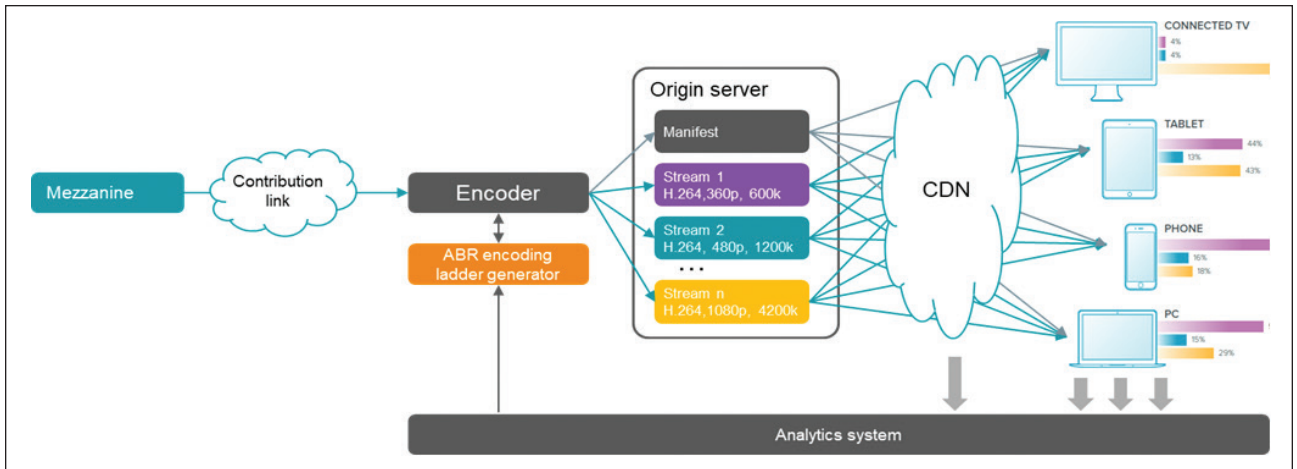 Mezzanine
Contribution
link
Encoder
ABR encoding
ladder generator
Origin server
Manifest
Stream 1
H.264,360p, 600k
Stream 2
H.264, 480p, 1200k
...
Stream n
H.264,1080p, 4200k
CDN
CONNECTED TV
4%
4%
TABLET
44%
13%
43%
PHONE
16%
18%
PC
15%
29%
Analytics system